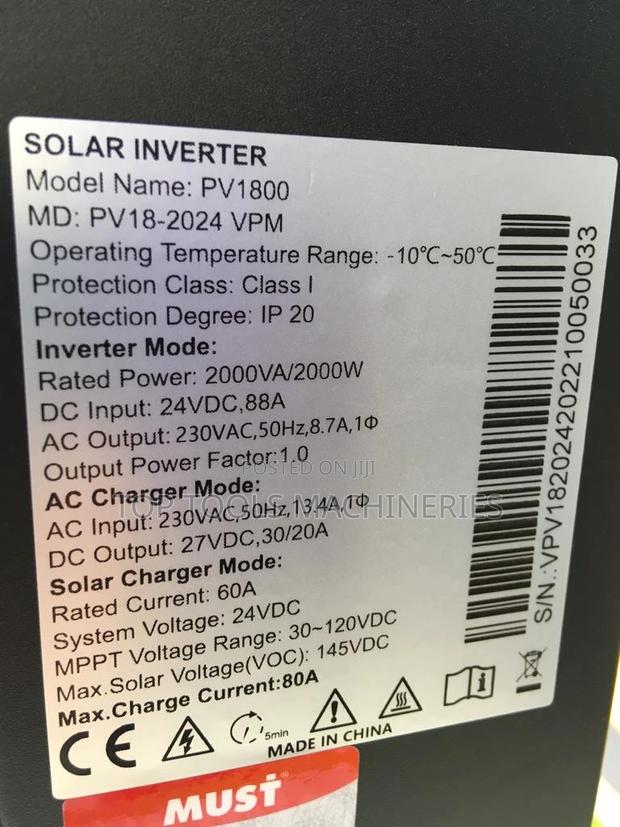 SOLAR INVERTER
Model Name: PV1800
MD: PV18-2024 VPM
Operating Temperature Range: -10℃~50℃
Protection Class: Class I
Protection Degree: IP 20
Inverter Mode:
Rated Power: 2000VA/2000W
DC Input: 24VDC,88A
AC Output: 230VAC,50Hz,8.7A,1Φ
Output Power Factor:1.0
POSTED ON JIJI
AC Charger Mode:
TOP TOOLS MACHINERIES
AC Input: 230VAC,50Hz,13.4A,1Φ
DC Output: 27VDC,30/20A
Solar Charger Mode:
Rated Current: 60A
System Voltage: 24VDC
MPPT Voltage Range: 30~120VDC
Max.Solar Voltage(VOC): 145VDC
Max.Charge Current:80A
S/N.:VPV182024202210050033
CE
5min
MADE IN CHINA
MUST®